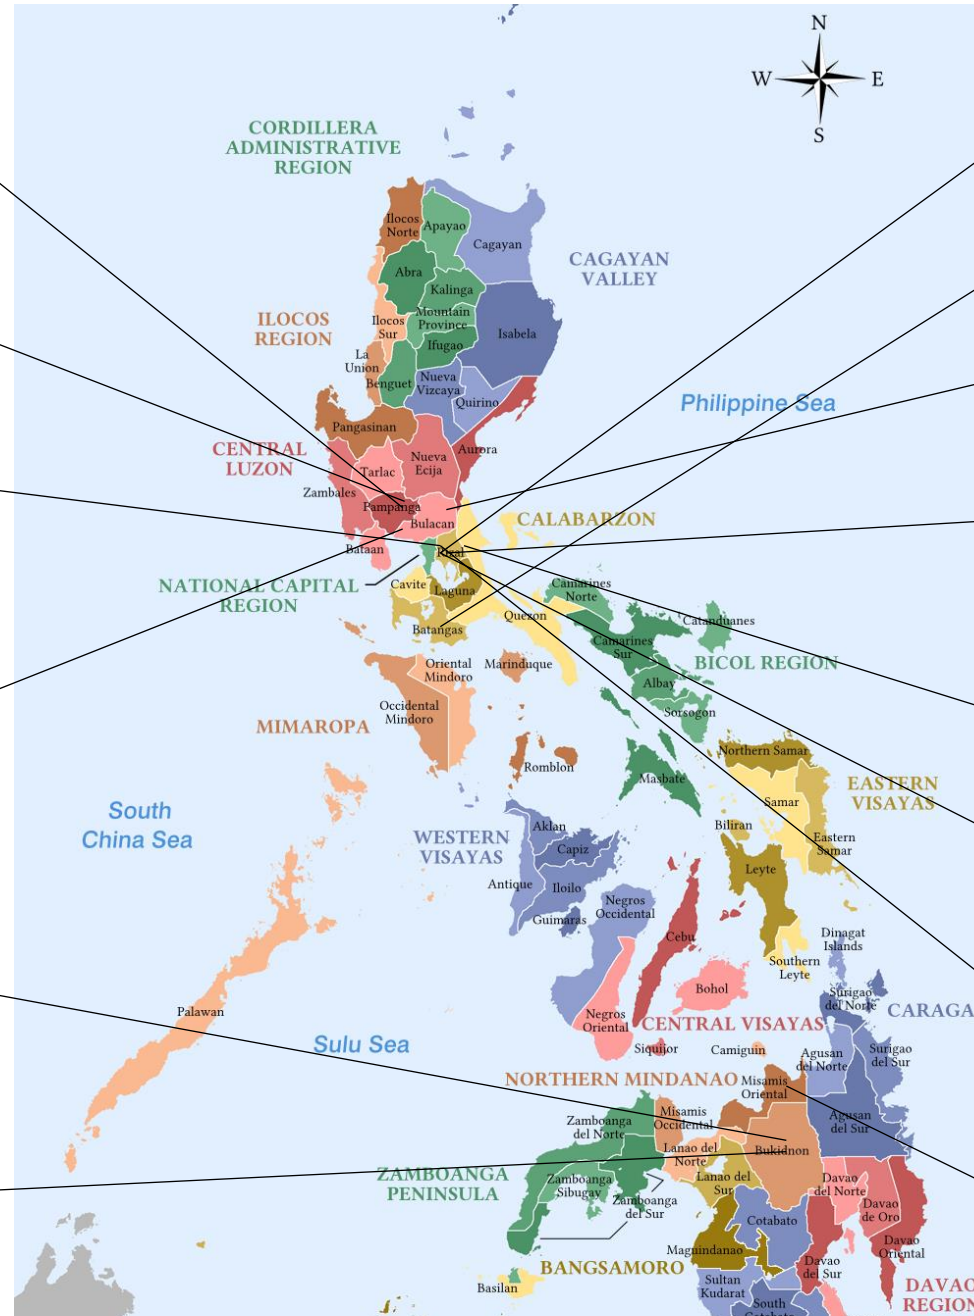 N
W
E
S
CORDILLERA
ADMINISTRATIVE
REGION
Ilocos
Norte
Apayao
Cagayan
CAGAYAN
VALLEY
Abra
Kalinga
ILOCOS
REGION
Ilocos
Sur
Mountain
Province
Isabela
Ifugao
La
Union
Benguet
Nueva
Vizcaya
Quirino
Philippine Sea
Pangasinan
CENTRAL
LUZON
Aurora
Nueva
Ecija
Tarlac
Zambales
Pampanga
Bulacan
CALABARZON
Bataan
Rizal
NATIONAL CAPITAL
REGION
Cavite
Laguna
Camarines
Norte
Quezon
Catanduanes
Batangas
Camarines
Sur
BICOL REGION
Oriental
Mindoro
Marinduque
Albay
Occidental
Mindoro
Sorsogon
MIMAROPA
Northern Samar
Romblon
Masbate
EASTERN
VISAYAS
Samar
South
China Sea
Biliran
Eastern
Samar
WESTERN
VISAYAS
Aklan
Capiz
Leyte
Antique
Iloilo
Negros
Occidental
Guimaras
Cebu
Dinagat
Islands
Southern
Leyte
Bohol
Surigao
del Norte
CARAGA
Palawan
Negros
Oriental
CENTRAL VISAYAS
Sulu Sea
Siquijor
Camiguin
Agusan
del Norte
Surigao
del Sur
NORTHERN MINDANAO
Misamis
Oriental
Misamis
Occidental
Agusan
del Sur
Zamboanga
del Norte
Lanao del
Norte
Bukidnon
ZAMBOANGA
PENINSULA
Zamboanga
Sibugay
Lanao del
Sur
Davao
del Norte
Zamboanga
del Sur
Davao
de Oro
Cotabato
Maguindanao
Davao
Oriental
BANGSAMORO
Davao
del Sur
Basilan
Sultan
Kudarat
DAVAO
REGION
South
Cotabato